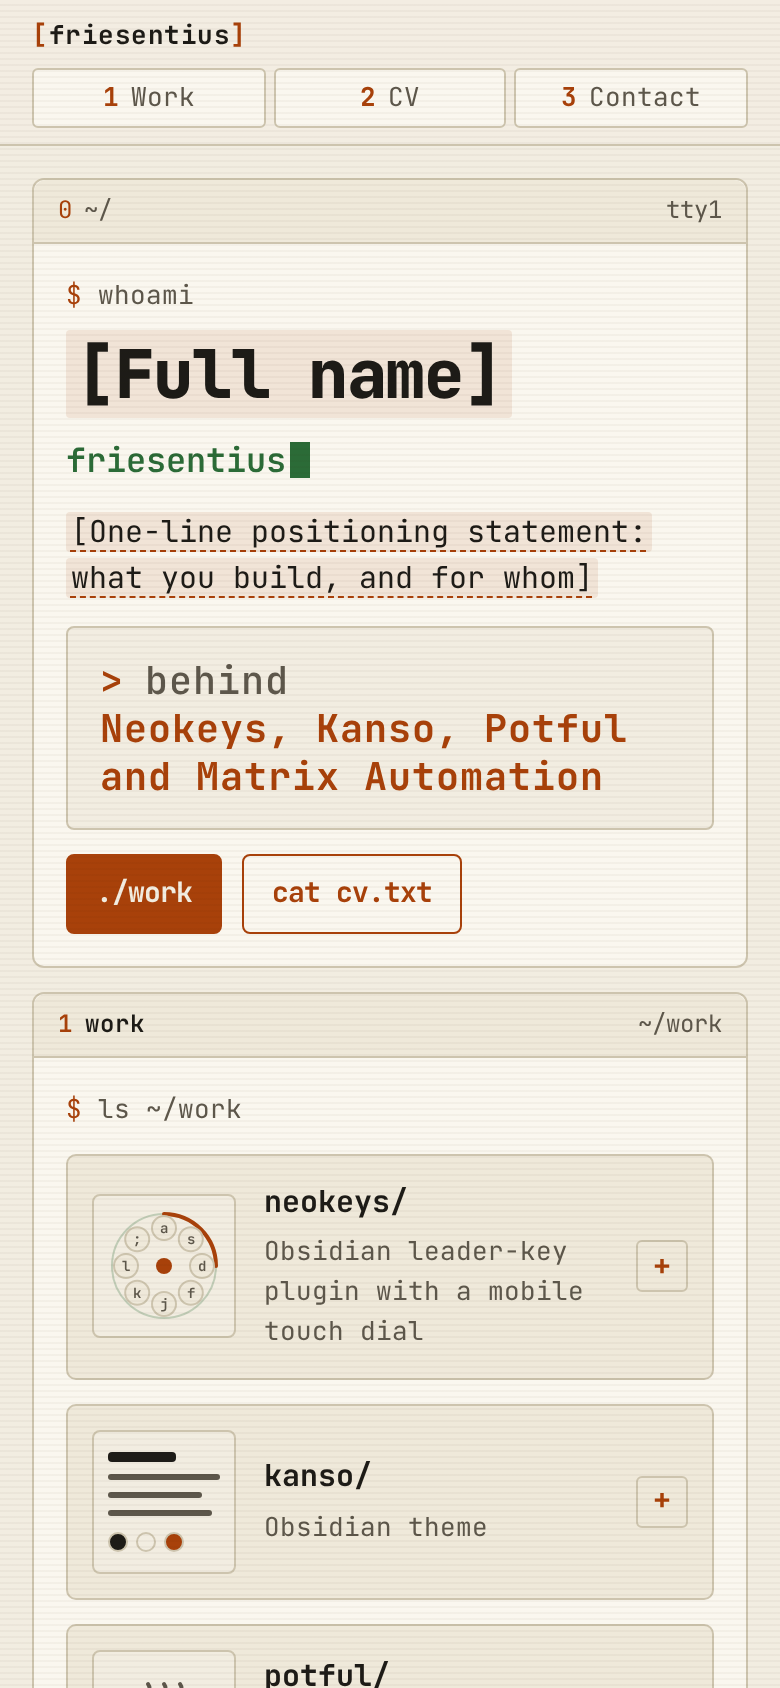 [friesentius]
1 Work
2 CV
3 Contact
0 ~/
tty1
$ whoami
[Full name]
friesentius
[One-line positioning statement:
what you build, and for whom]
> behind
Neokeys, Kanso, Potful
and Matrix Automation
./work
cat cv.txt
1 work
~/work
$ ls ~/work
a
s
d
f
j
k
l
;
neokeys/
Obsidian leader-key
plugin with a mobile
touch dial
+
kanso/
Obsidian theme
+
potful/